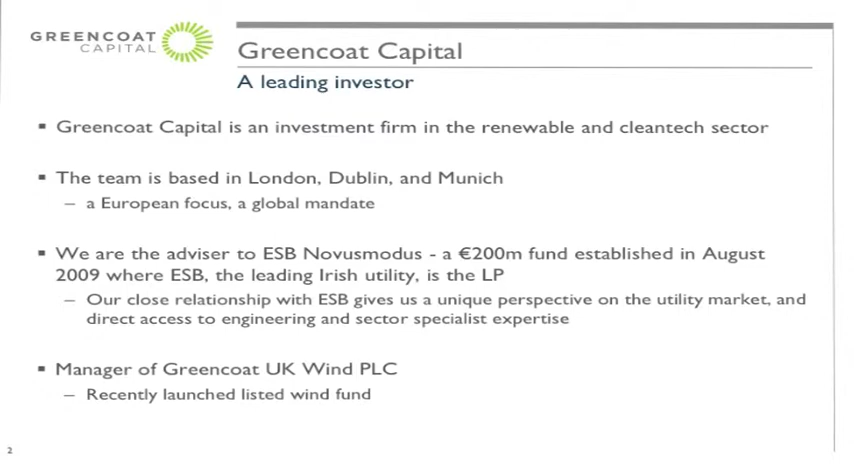 GREENCOAT
CAPITAL
Greencoat Capital
A leading investor
▪ Greencoat Capital is an investment firm in the renewable and cleantech sector
▪ The team is based in London, Dublin, and Munich
– a European focus, a global mandate
▪ We are the adviser to ESB Novusmodus - a €200m fund established in August
2009 where ESB, the leading Irish utility, is the LP
– Our close relationship with ESB gives us a unique perspective on the utility market, and
direct access to engineering and sector specialist expertise
▪ Manager of Greencoat UK Wind PLC
– Recently launched listed wind fund
2